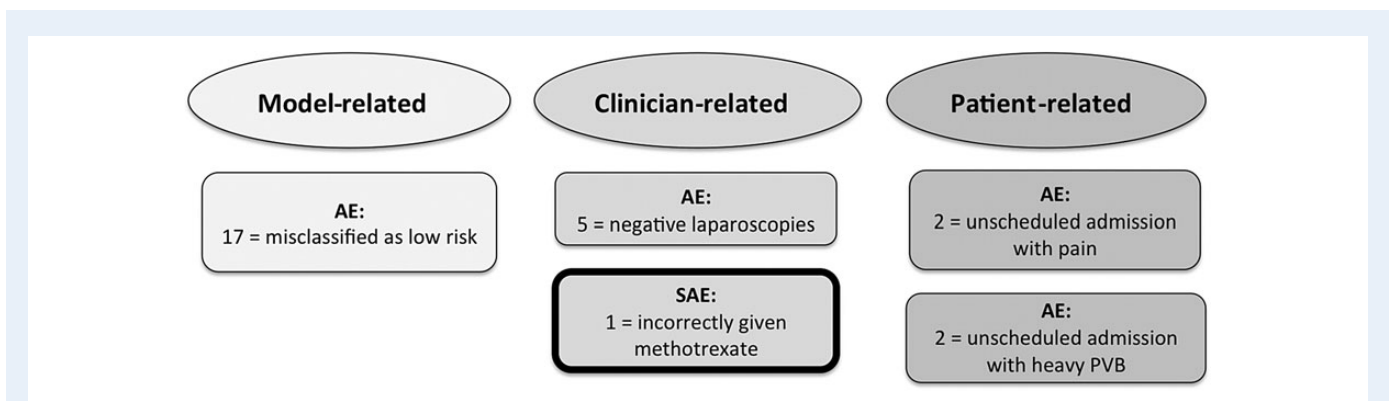 Model-related
Clinician-related
Patient-related
AE:
17 = misclassified as low risk
AE:
5 = negative laparoscopies
SAE:
1 = incorrectly given
methotrexate
AE:
2 = unscheduled admission
with pain
AE:
2 = unscheduled admission
with heavy PVB